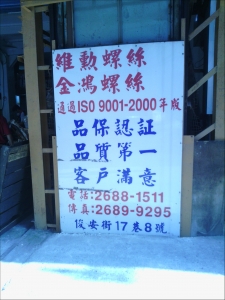 維勳螺絲
金鴻螺絲
通過ISO 9001-2000年版
品保認証
品質第一
客戶滿意
電話:2688-1511
傳真:2689-9295
俊安街17巷8號